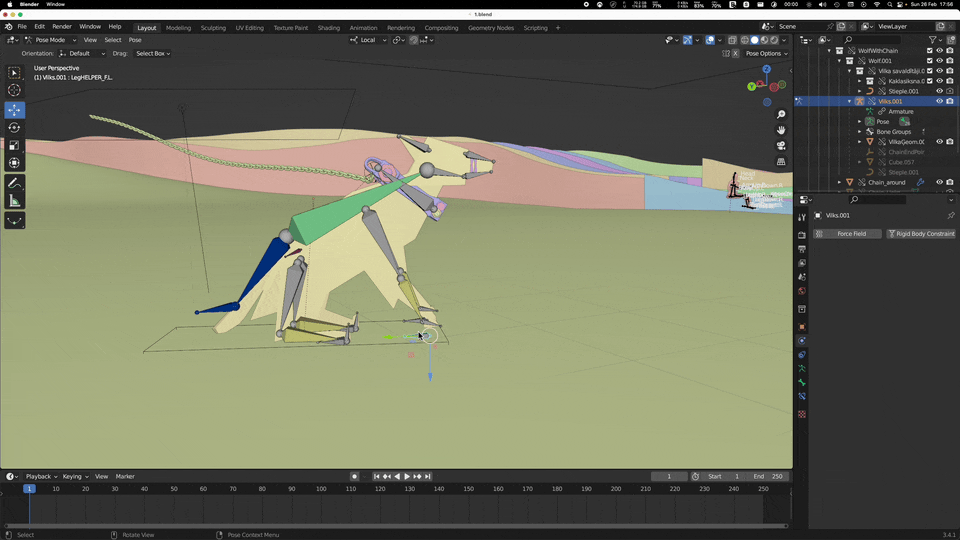 Blender Window
Sun 26 Feb 17:56
1.blend
File Edit Render Window Help Layout Modeling Sculpting UV Editing Texture Paint Shading Animation Rendering Compositing Geometry Nodes Scripting Scene ViewLayer
Pose Mode View Select Pose Local
Orientation: Default Drag: Select Box Pose Options
User Perspective
(1) Vilks.001 : LegHELPER_F.L.
WolfWithChain
Wolf.001
Vilka savaldītāji.0
Kaklasiksna.0
Stieple.001
Vilks.001
Armature
Pose
Bone Groups
VilkaGeom.00
ChainEndPoin
Cube.057
Stieple.001
Chain_around
X
Y
Z
Vilks.001
Force Field Rigid Body Constraint
Playback Keying View Marker 1 Start 1 End 250
1 10 20 30 40 50 60 70 80 90 100 110 120 130 140 150 160 170 180 190 200 210 220 230 240 250
Select Rotate View Pose Context Menu 3.4.1